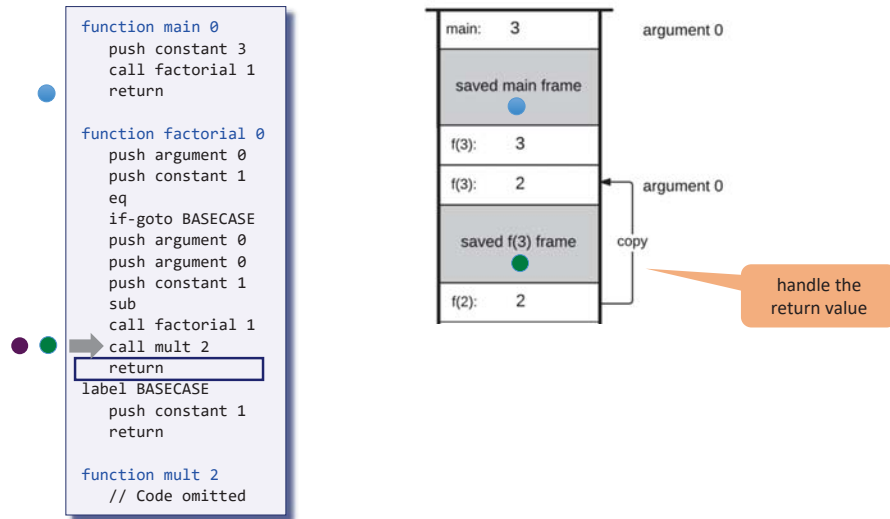 function main 0
push constant 3
call factorial 1
return
function factorial 0
push argument 0
push constant 1
eq
if-goto BASECASE
push argument 0
push argument 0
push constant 1
sub
call factorial 1
call mult 2
return
label BASECASE
push constant 1
return
function mult 2
// Code omitted
main: 3
argument 0
saved main frame
f(3): 3
f(3): 2
argument 0
saved f(3) frame
copy
f(2): 2
handle the
return value